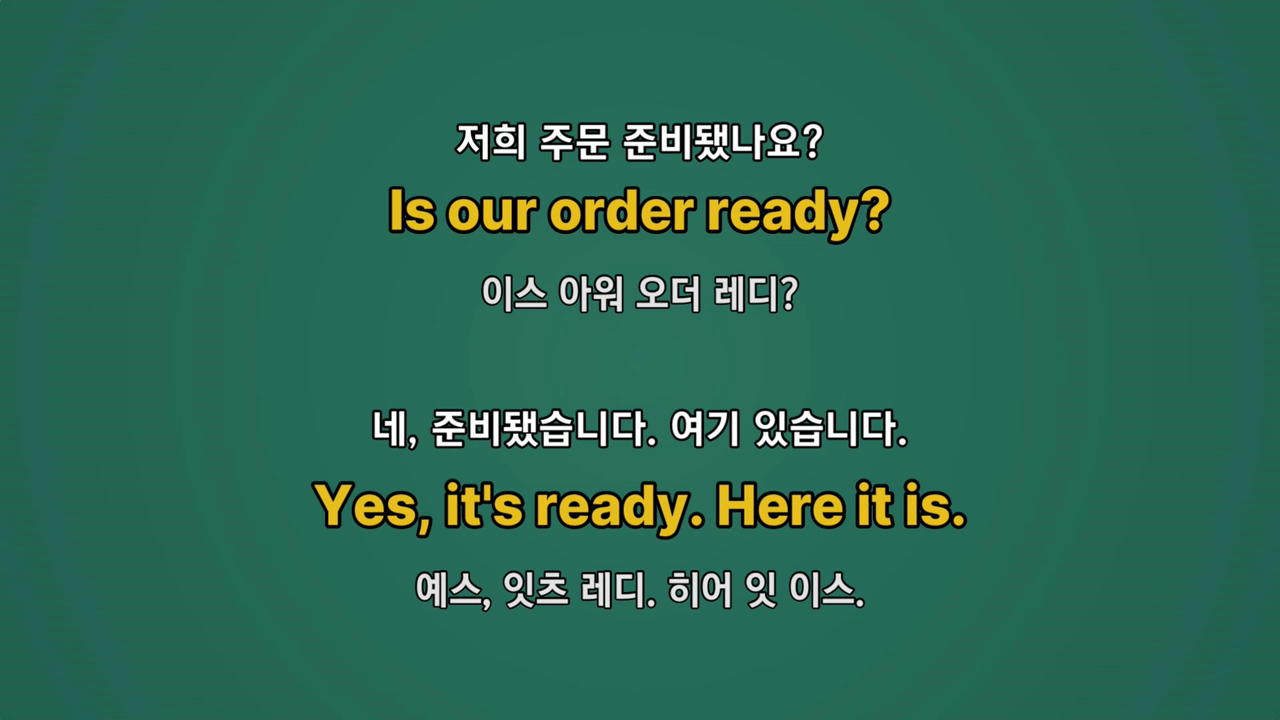 저희 주문 준비됐나요?
Is our order ready?
이스 아워 오더 레디?
네, 준비됐습니다. 여기 있습니다.
Yes, it's ready. Here it is.
예스, 잇츠 레디. 히어 잇 이스.